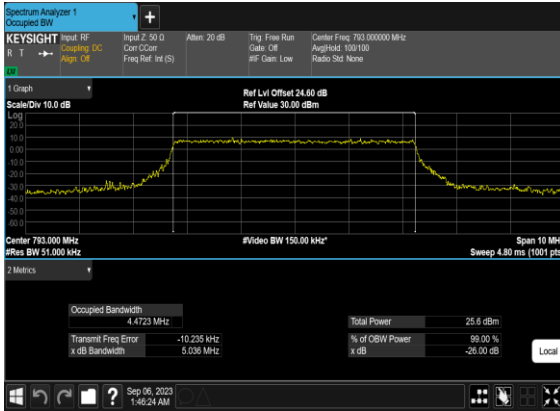 Spectrum Analyzer 1
Occupied BW
+
KEYSIGHT Input: RF Input Z: 50 Ω Atten: 20 dB Trig: Free Run Center Freq: 793.000000 MHz
R T Coupling: DC Corr CCorr Gate: Off Avg|Hold: 100/100
Align: Off Freq Ref: Int (S) #IF Gain: Low Radio Std: None
1 Graph
Ref Lvl Offset 24.60 dB
Scale/Div 10.0 dB Ref Value 30.00 dBm
Log
20.0
10.0
0.00
-10.0
-20.0
-30.0
-40.0
-50.0
-60.0
Center 793.000 MHz #Video BW 150.00 kHz* Span 10 MH
#Res BW 51.000 kHz Sweep 4.80 ms (1001 pts
2 Metrics
Occupied Bandwidth
4.4723 MHz Total Power 25.6 dBm
Transmit Freq Error -10.235 kHz % of OBW Power 99.00 %
x dB Bandwidth 5.036 MHz x dB -26.00 dB
Local
? Sep 06, 2023
1:46:24 AM